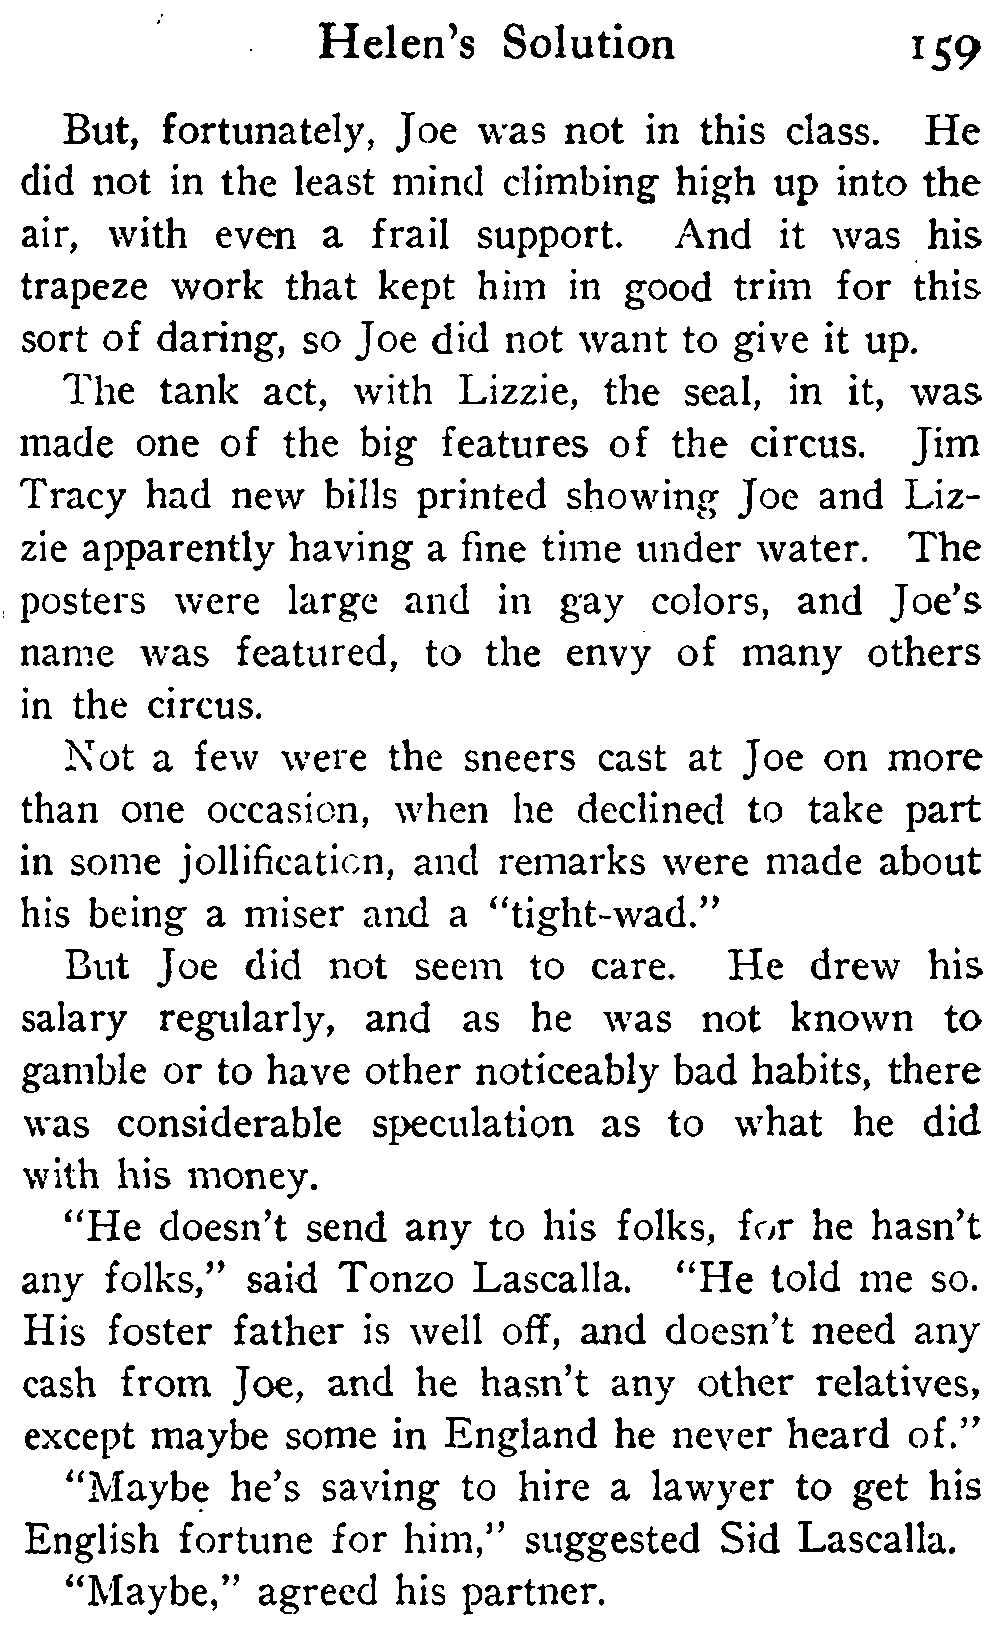 Helen's Solution 159
But, fortunately, Joe was not in this class. He
did not in the least mind climbing high up into the
air, with even a frail support. And it was his
trapeze work that kept him in good trim for this
sort of daring, so Joe did not want to give it up.
The tank act, with Lizzie, the seal, in it, was
made one of the big features of the circus. Jim
Tracy had new bills printed showing Joe and Liz-
zie apparently having a fine time under water. The
posters were large and in gay colors, and Joe's
name was featured, to the envy of many others
in the circus.
Not a few were the sneers cast at Joe on more
than one occasion, when he declined to take part
in some jollification, and remarks were made about
his being a miser and a "tight-wad."
But Joe did not seem to care. He drew his
salary regularly, and as he was not known to
gamble or to have other noticeably bad habits, there
was considerable speculation as to what he did
with his money.
"He doesn't send any to his folks, for he hasn't
any folks," said Tonzo Lascalla. "He told me so.
His foster father is well off, and doesn't need any
cash from Joe, and he hasn't any other relatives,
except maybe some in England he never heard of."
"Maybe he's saving to hire a lawyer to get his
English fortune for him," suggested Sid Lascalla.
"Maybe," agreed his partner.